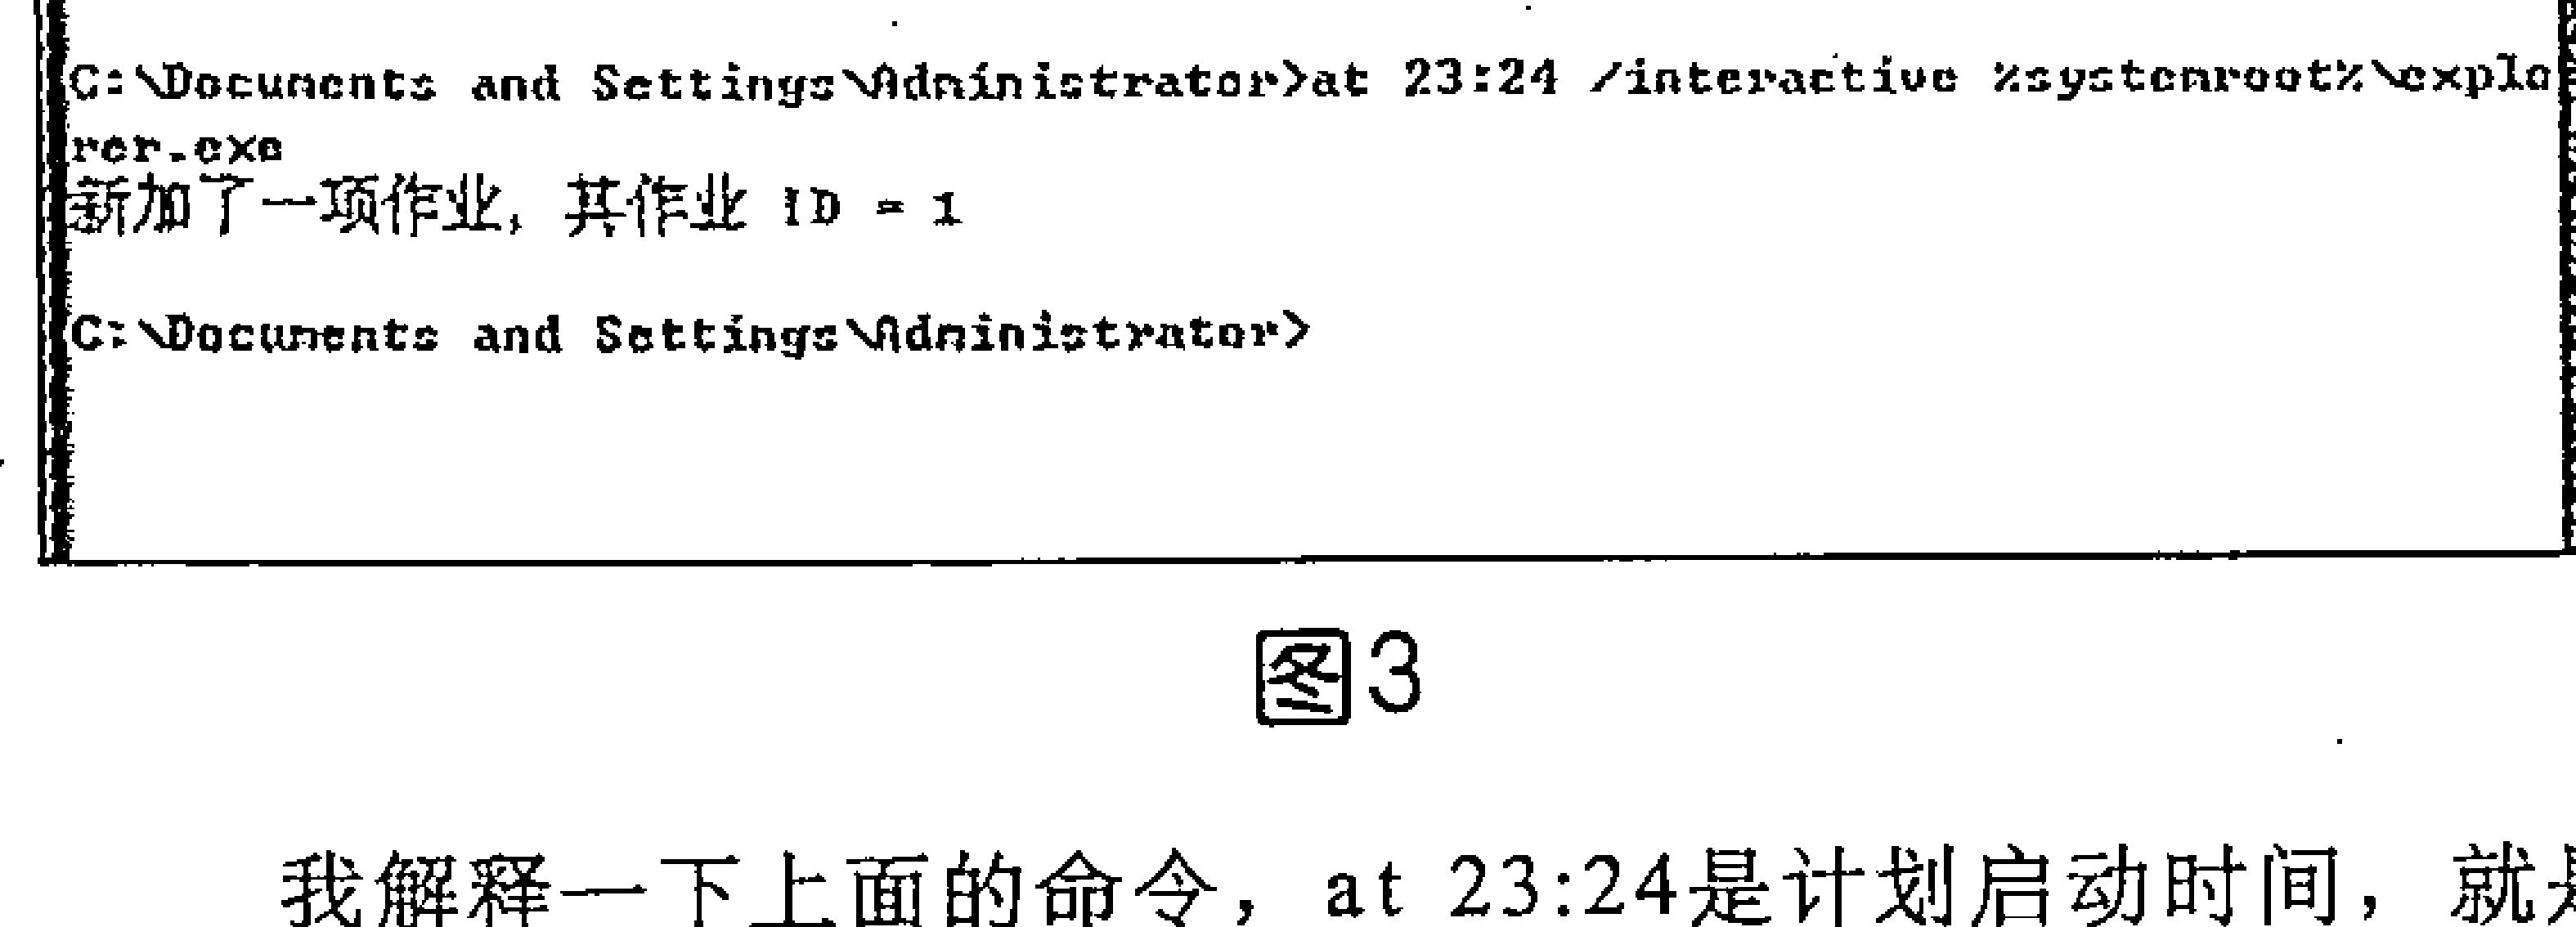 C:\Documents and Settings\Administrator>at 23:24 /interactive %systemroot%\explo
rer.exe
新加了一项作业, 其作业 ID = 1
C:\Documents and Settings\Administrator>
图3
我解释一下上面的命令，at 23:24是计划启动时间，就是